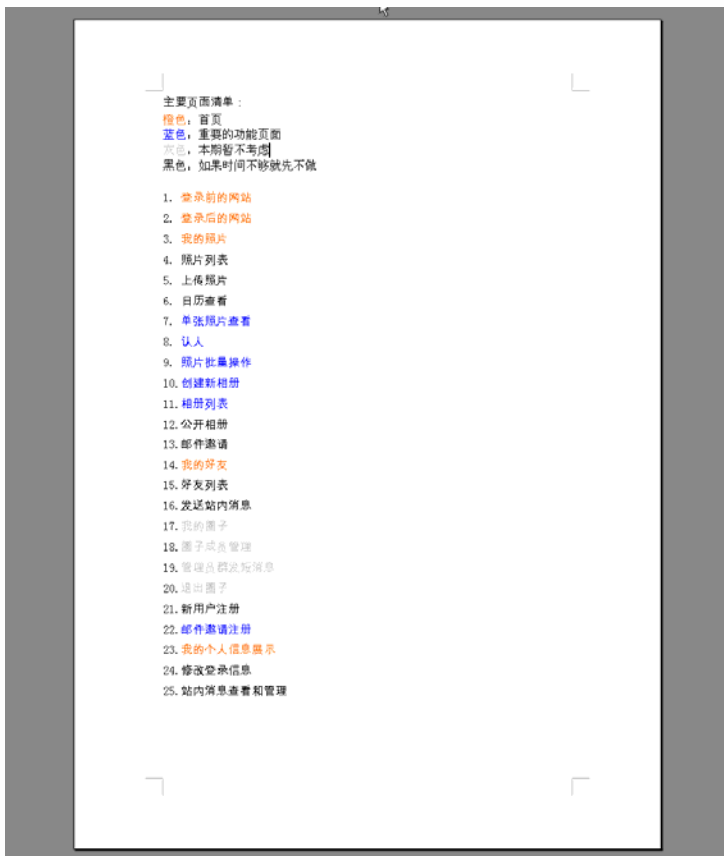 主要页面清单：
橙色，首页
蓝色，重要的功能页面
灰色，本期暂不考虑
黑色，如果时间不够就先不做
1. 登录前的网站
2. 登录后的网站
3. 我的照片
4. 照片列表
5. 上传照片
6. 日历查看
7. 单张照片查看
8. 认人
9. 照片批量操作
10. 创建新相册
11. 相册列表
12. 公开相册
13. 邮件邀请
14. 我的好友
15. 好友列表
16. 发送站内消息
17. 我的圈子
18. 圈子成员管理
19. 管理员群发短消息
20. 退出圈子
21. 新用户注册
22. 邮件邀请注册
23. 我的个人信息展示
24. 修改登录信息
25. 站内消息查看和管理